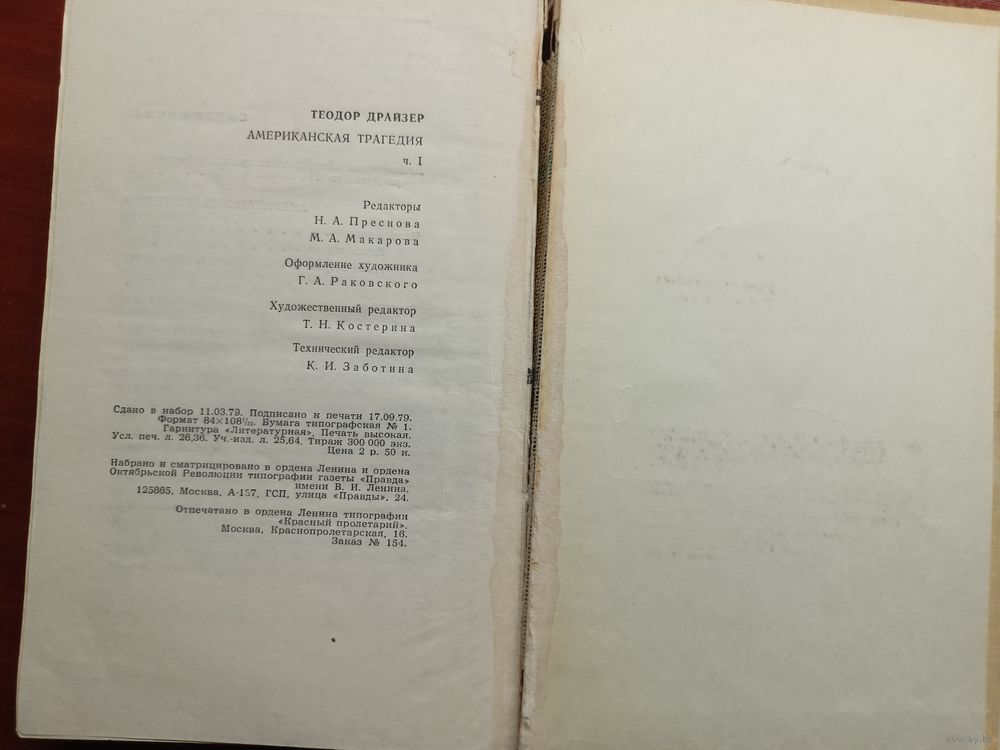 ТЕОДОР ДРАЙЗЕР
АМЕРИКАНСКАЯ ТРАГЕДИЯ
ч. I
Редакторы
Н. А. Преснова
М. А. Макарова
Оформление художника
Г. А. Раковского
Художественный редактор
Т. Н. Костерина
Технический редактор
К. И. Заботина
Сдано в набор 11.03.79. Подписано к печати 17.09.79.
Формат 84×108¹/₃₂. Бумага типографская № 1.
Гарнитура «Литературная». Печать высокая.
Усл. печ. л. 26,36. Уч.-изд. л. 25,64. Тираж 300 000 экз.
Цена 2 р. 50 к.
Набрано и сматрицировано в ордена Ленина и ордена
Октябрьской Революции типографии газеты «Правда»
имени В. И. Ленина.
125865, Москва, А-137, ГСП, улица «Правды», 24.
Отпечатано в ордена Ленина типографии
«Красный пролетарий».
Москва, Краснопролетарская, 16.
Заказ № 154.